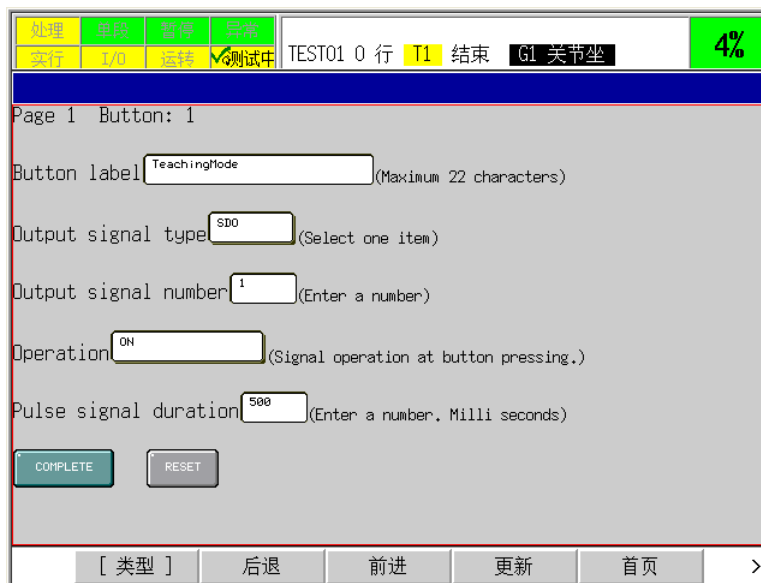 处理 单段 暂停 异常
实行 I/O 运转 测试中 TEST01 0 行 T1 结束 G1 关节坐 4%
Page 1 Button: 1
Button label TeachingMode (Maximum 22 characters)
Output signal type SDO (Select one item)
Output signal number 1 (Enter a number)
Operation ON (Signal operation at button pressing.)
Pulse signal duration 500 (Enter a number. Milli seconds)
COMPLETE RESET
[ 类型 ] 后退 前进 更新 首页 >